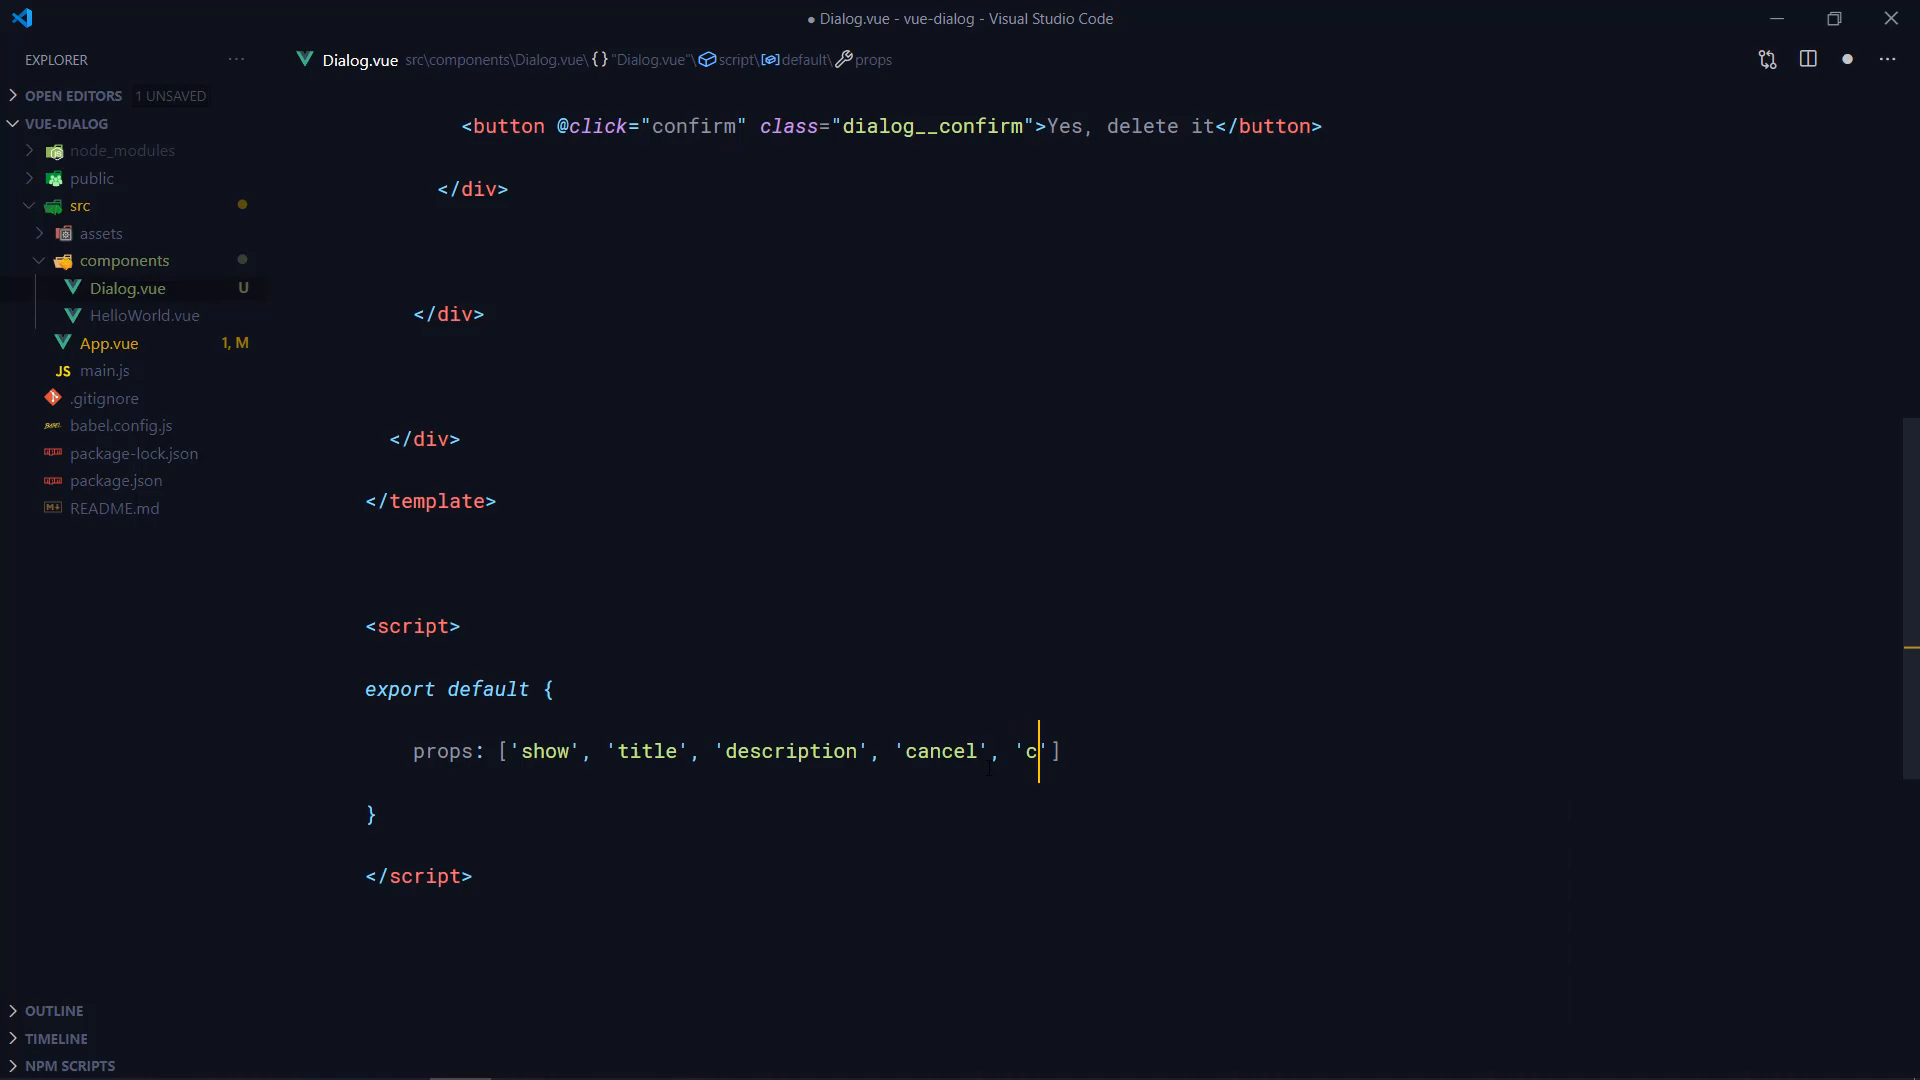 ● Dialog.vue - vue-dialog - Visual Studio Code
EXPLORER
Dialog.vue src\components\Dialog.vue\ {} "Dialog.vue"\ script\ default\ props
OPEN EDITORS 1 UNSAVED
VUE-DIALOG
node_modules
public
src
assets
components
Dialog.vue U
HelloWorld.vue
App.vue 1, M
JS main.js
.gitignore
babel.config.js
package-lock.json
package.json
README.md
OUTLINE
TIMELINE
NPM SCRIPTS
<button @click="confirm" class="dialog__confirm">Yes, delete it</button>
</div>
</div>
</div>
</template>
<script>
export default {
props: ['show', 'title', 'description', 'cancel', 'c']
}
</script>